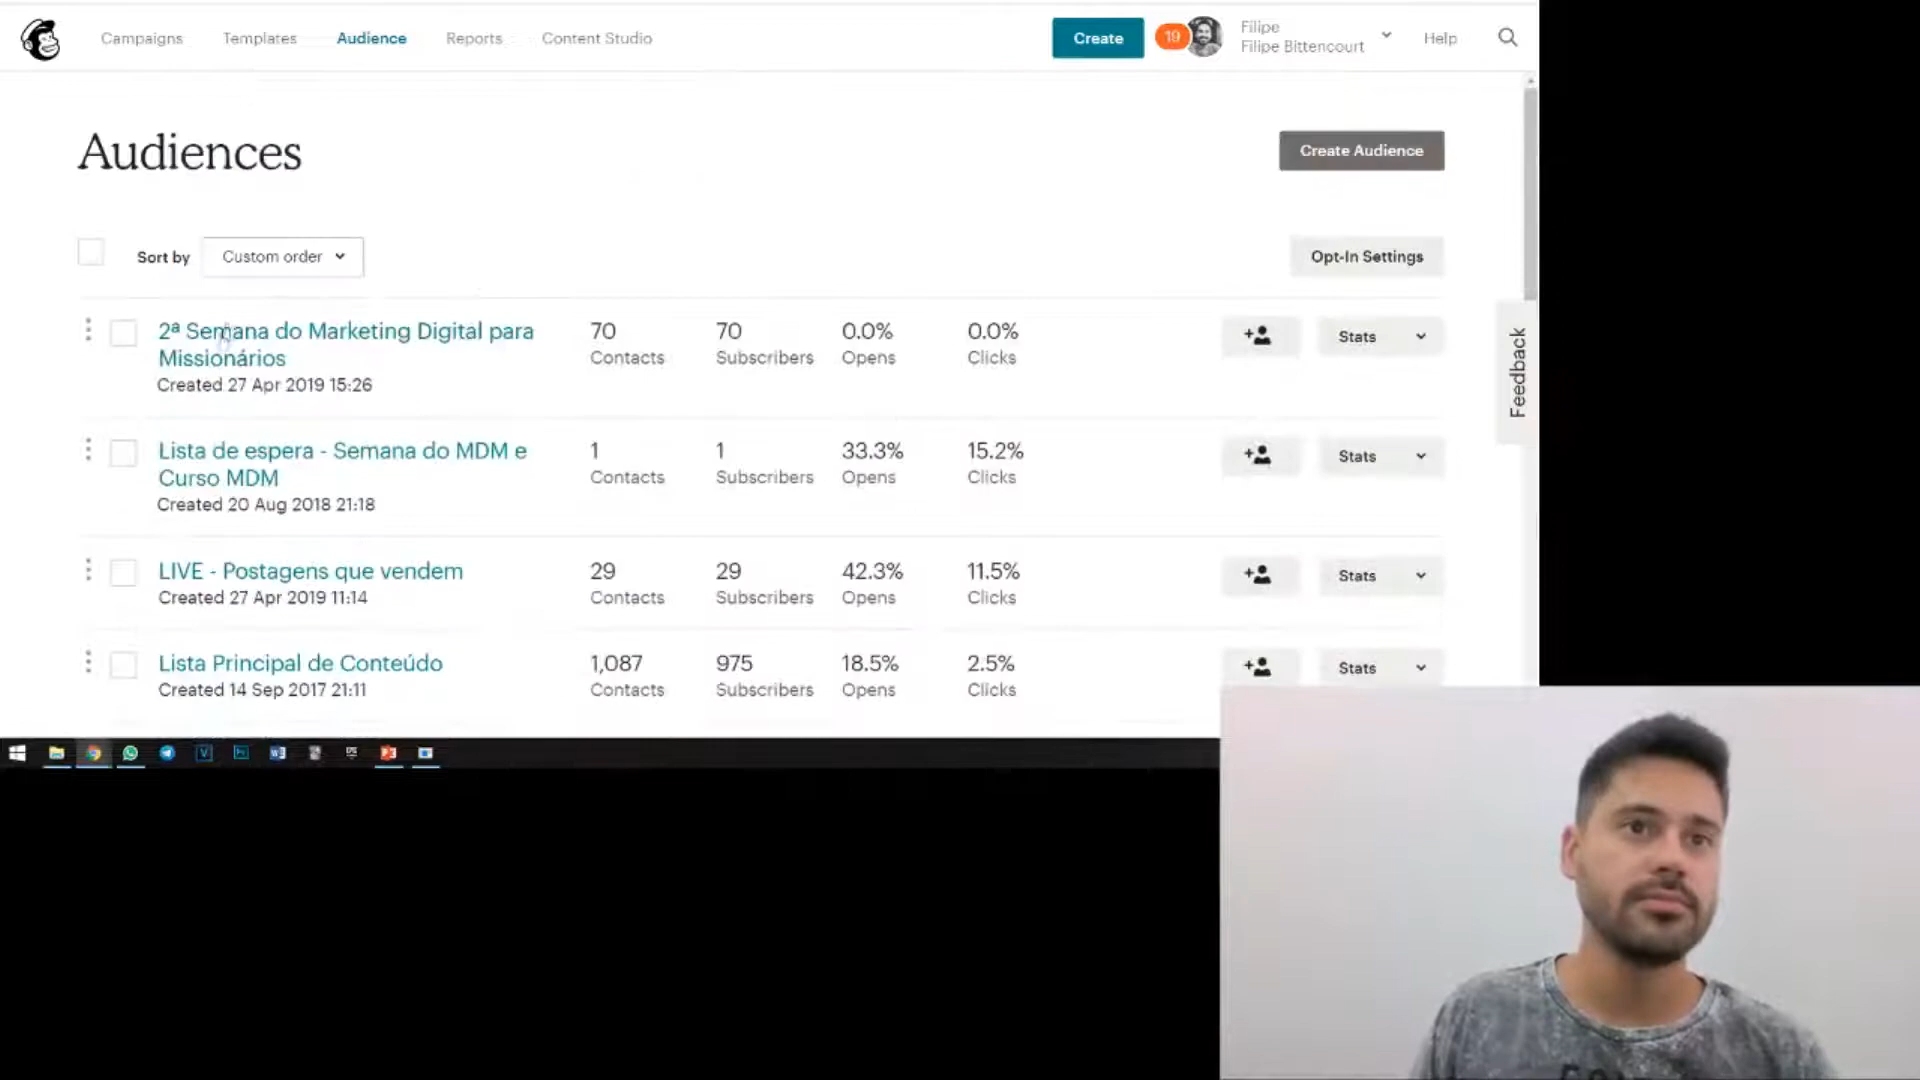 Campaigns Templates Audience Reports Content Studio Create 19 Filipe Help
Filipe Bittencourt
Audiences
Create Audience
Sort by Custom order Opt-In Settings
2ª Semana do Marketing Digital para 70 70 0.0% 0.0% Stats
Missionários Contacts Subscribers Opens Clicks
Created 27 Apr 2019 15:26
Feedback
Lista de espera - Semana do MDM e 1 1 33.3% 15.2% Stats
Curso MDM Contacts Subscribers Opens Clicks
Created 20 Aug 2018 21:18
LIVE - Postagens que vendem 29 29 42.3% 11.5% Stats
Created 27 Apr 2019 11:14 Contacts Subscribers Opens Clicks
Lista Principal de Conteúdo 1,087 975 18.5% 2.5% Stats
Created 14 Sep 2017 21:11 Contacts Subscribers Opens Clicks